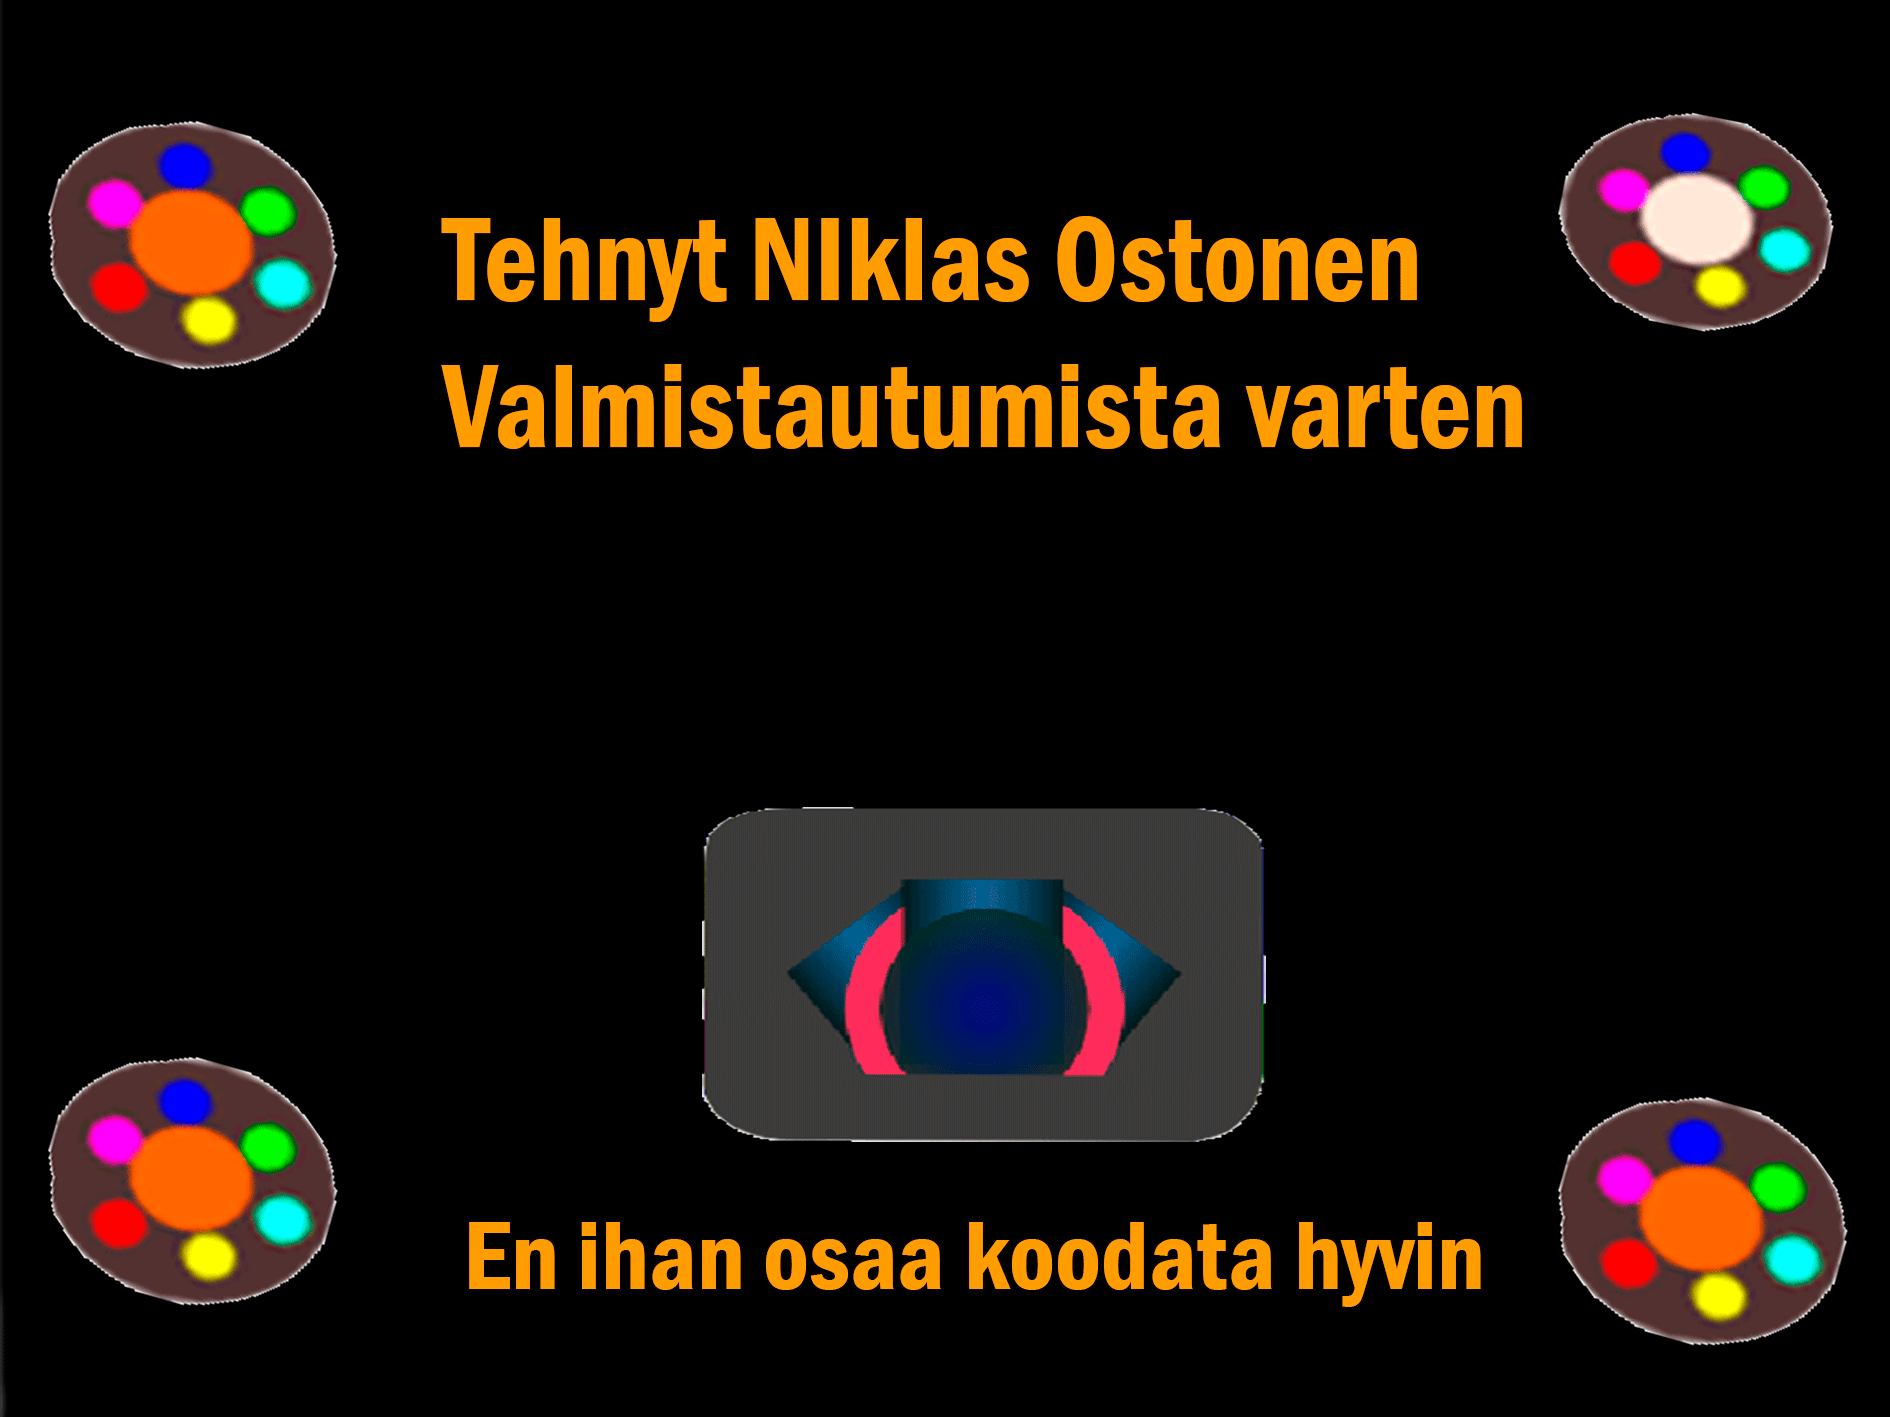 Tehnyt NIklas Ostonen
Valmistautumista varten
En ihan osaa koodata hyvin